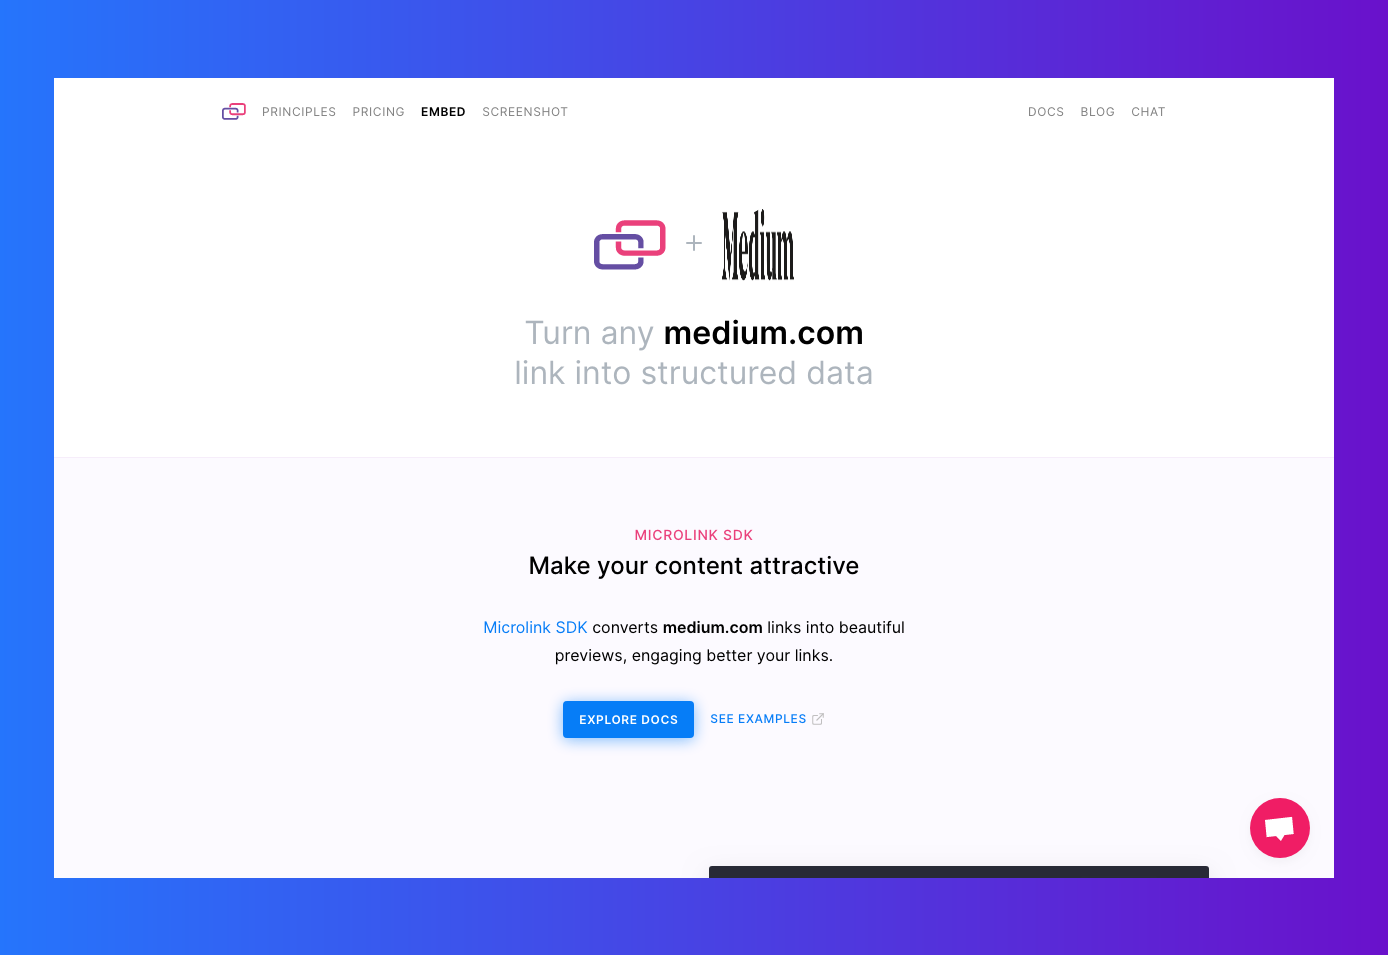 PRINCIPLES PRICING EMBED SCREENSHOT DOCS BLOG CHAT
+ Medium
Turn any medium.com
link into structured data
MICROLINK SDK
Make your content attractive
Microlink SDK converts medium.com links into beautiful
previews, engaging better your links.
EXPLORE DOCS SEE EXAMPLES